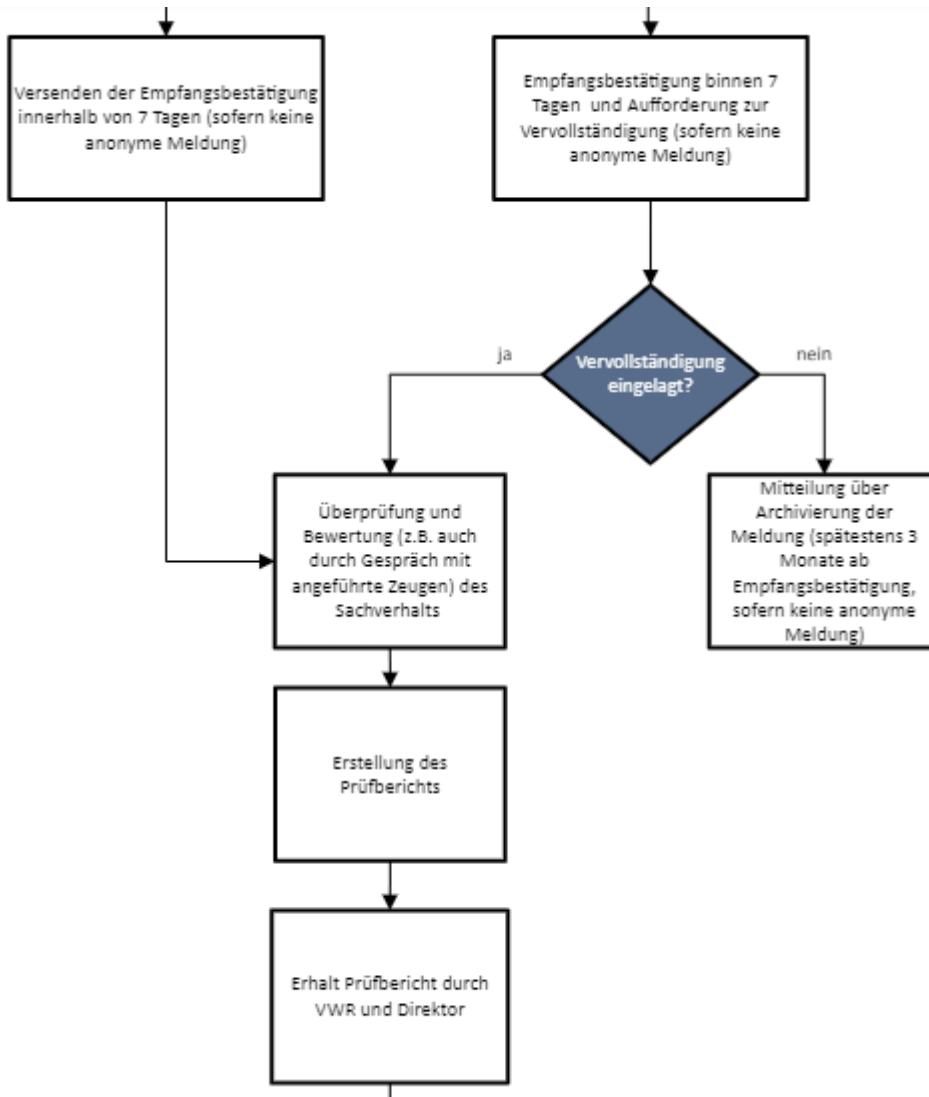 Versenden der Empfangsbestätigung
innerhalb von 7 Tagen (sofern keine
anonyme Meldung)
Empfangsbestätigung binnen 7
Tagen und Aufforderung zur
Vervollständigung (sofern keine
anonyme Meldung)
ja
Vervollständigung
eingelagt?
nein
Überprüfung und
Bewertung (z.B. auch
durch Gespräch mit
angeführte Zeugen) des
Sachverhalts
Mitteilung über
Archivierung der
Meldung (spätestens 3
Monate ab
Empfangsbestätigung,
sofern keine anonyme
Meldung)
Erstellung des
Prüfberichts
Erhalt Prüfbericht durch
VWR und Direktor